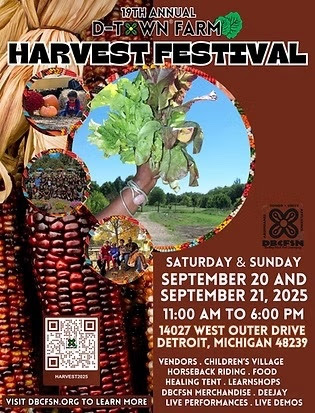 19TH ANNUAL
D-TOWN FARM
HARVEST FESTIVAL
DBCFSN
SATURDAY & SUNDAY
SEPTEMBER 20 AND
SEPTEMBER 21, 2025
11:00 AM TO 6:00 PM
14027 WEST OUTER DRIVE
DETROIT, MICHIGAN 48239
VENDORS . CHILDREN'S VILLAGE
HORSEBACK RIDING . FOOD
HEALING TENT . LEARNSHOPS
DBCFSN MERCHANDISE . DEEJAY
LIVE PERFORMANCES . LIVE DEMOS
HARVEST2025
VISIT DBCFSN.ORG TO LEARN MORE